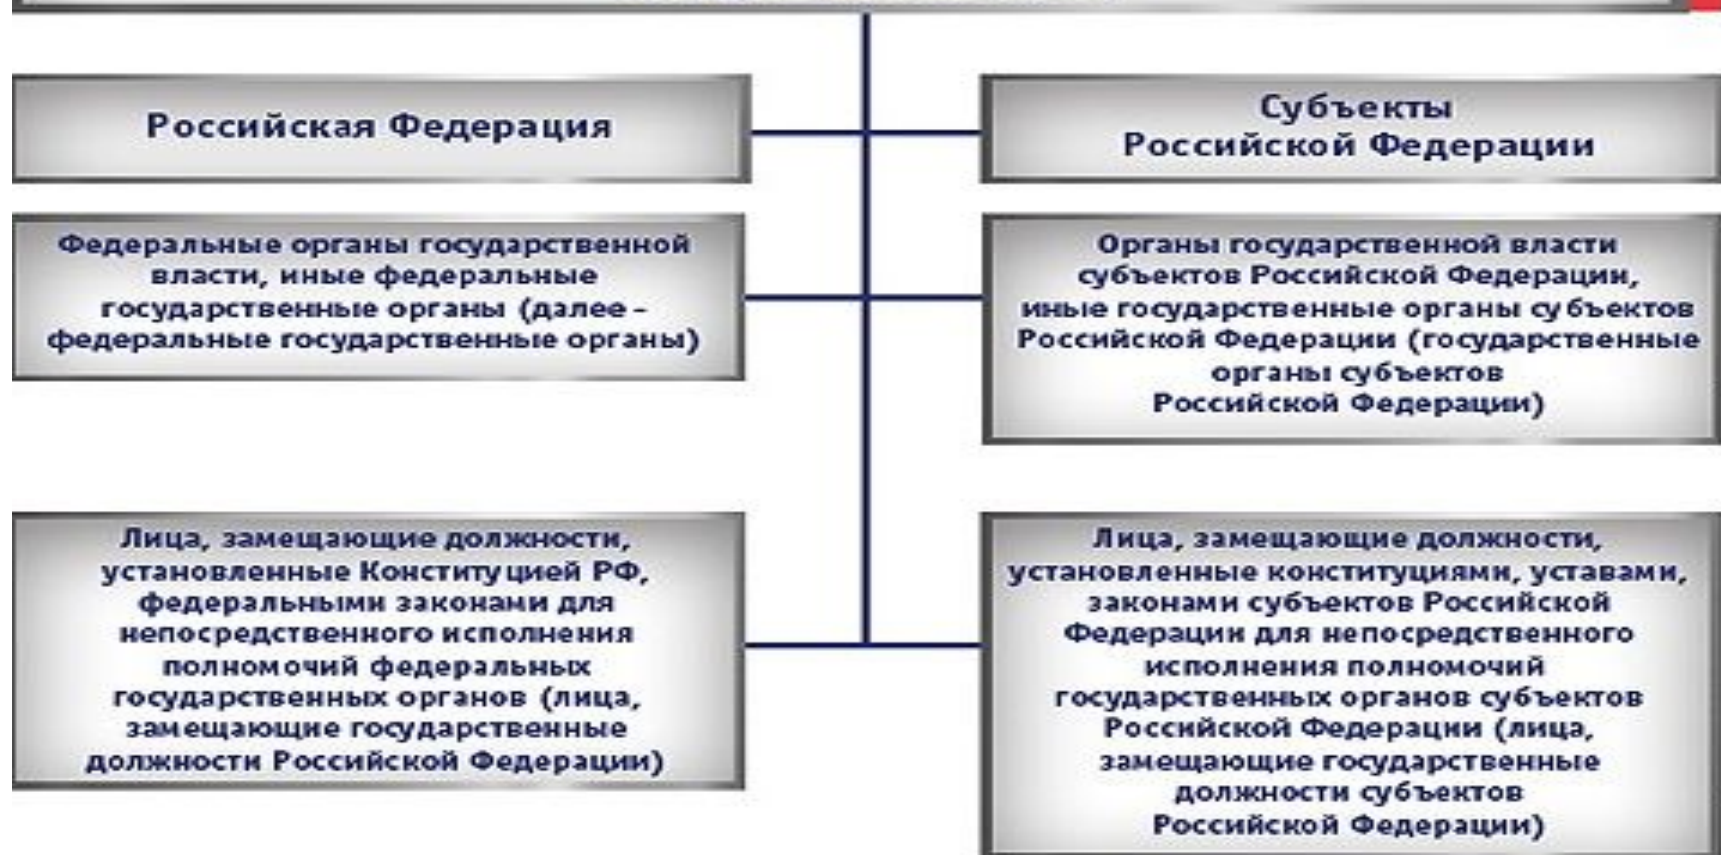 Российская Федерация
Субъекты
Российской Федерации
Федеральные органы государственной
власти, иные федеральные
государственные органы (далее –
федеральные государственные органы)
Органы государственной власти
субъектов Российской Федерации,
иные государственные органы субъектов
Российской Федерации (государственные
органы субъектов
Российской Федерации)
Лица, замещающие должности,
установленные Конституцией РФ,
федеральными законами для
непосредственного исполнения
полномочий федеральных
государственных органов (лица,
замещающие государственные
должности Российской Федерации)
Лица, замещающие должности,
установленные конституциями, уставами,
законами субъектов Российской
Федерации для непосредственного
исполнения полномочий
государственных органов субъектов
Российской Федерации (лица,
замещающие государственные
должности субъектов
Российской Федерации)